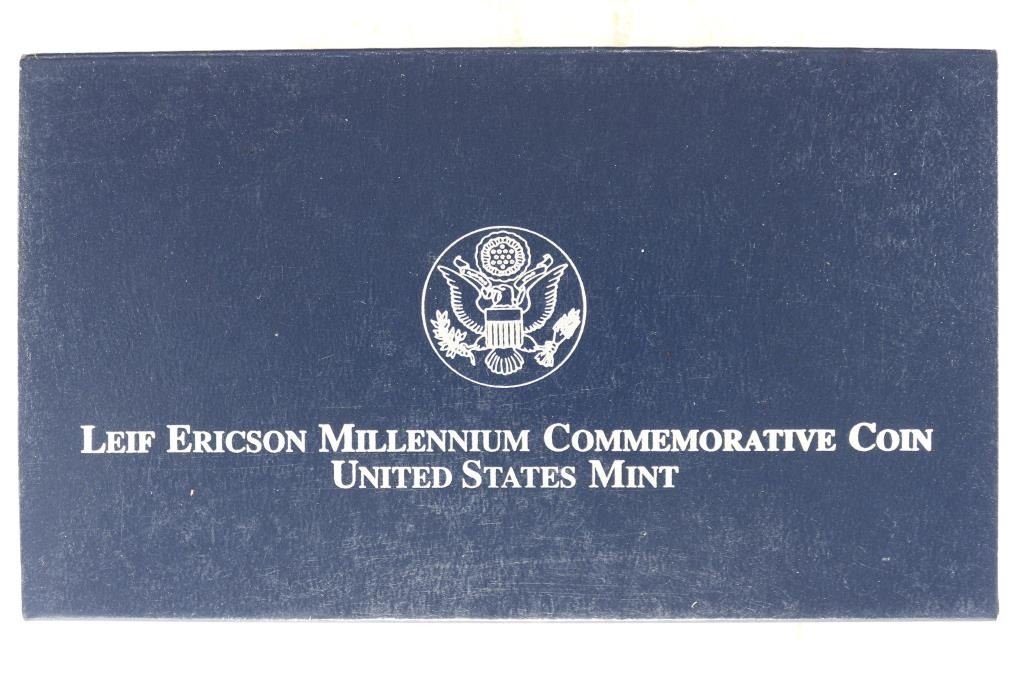 Leif Ericson Millennium Commemorative Coin
United States Mint